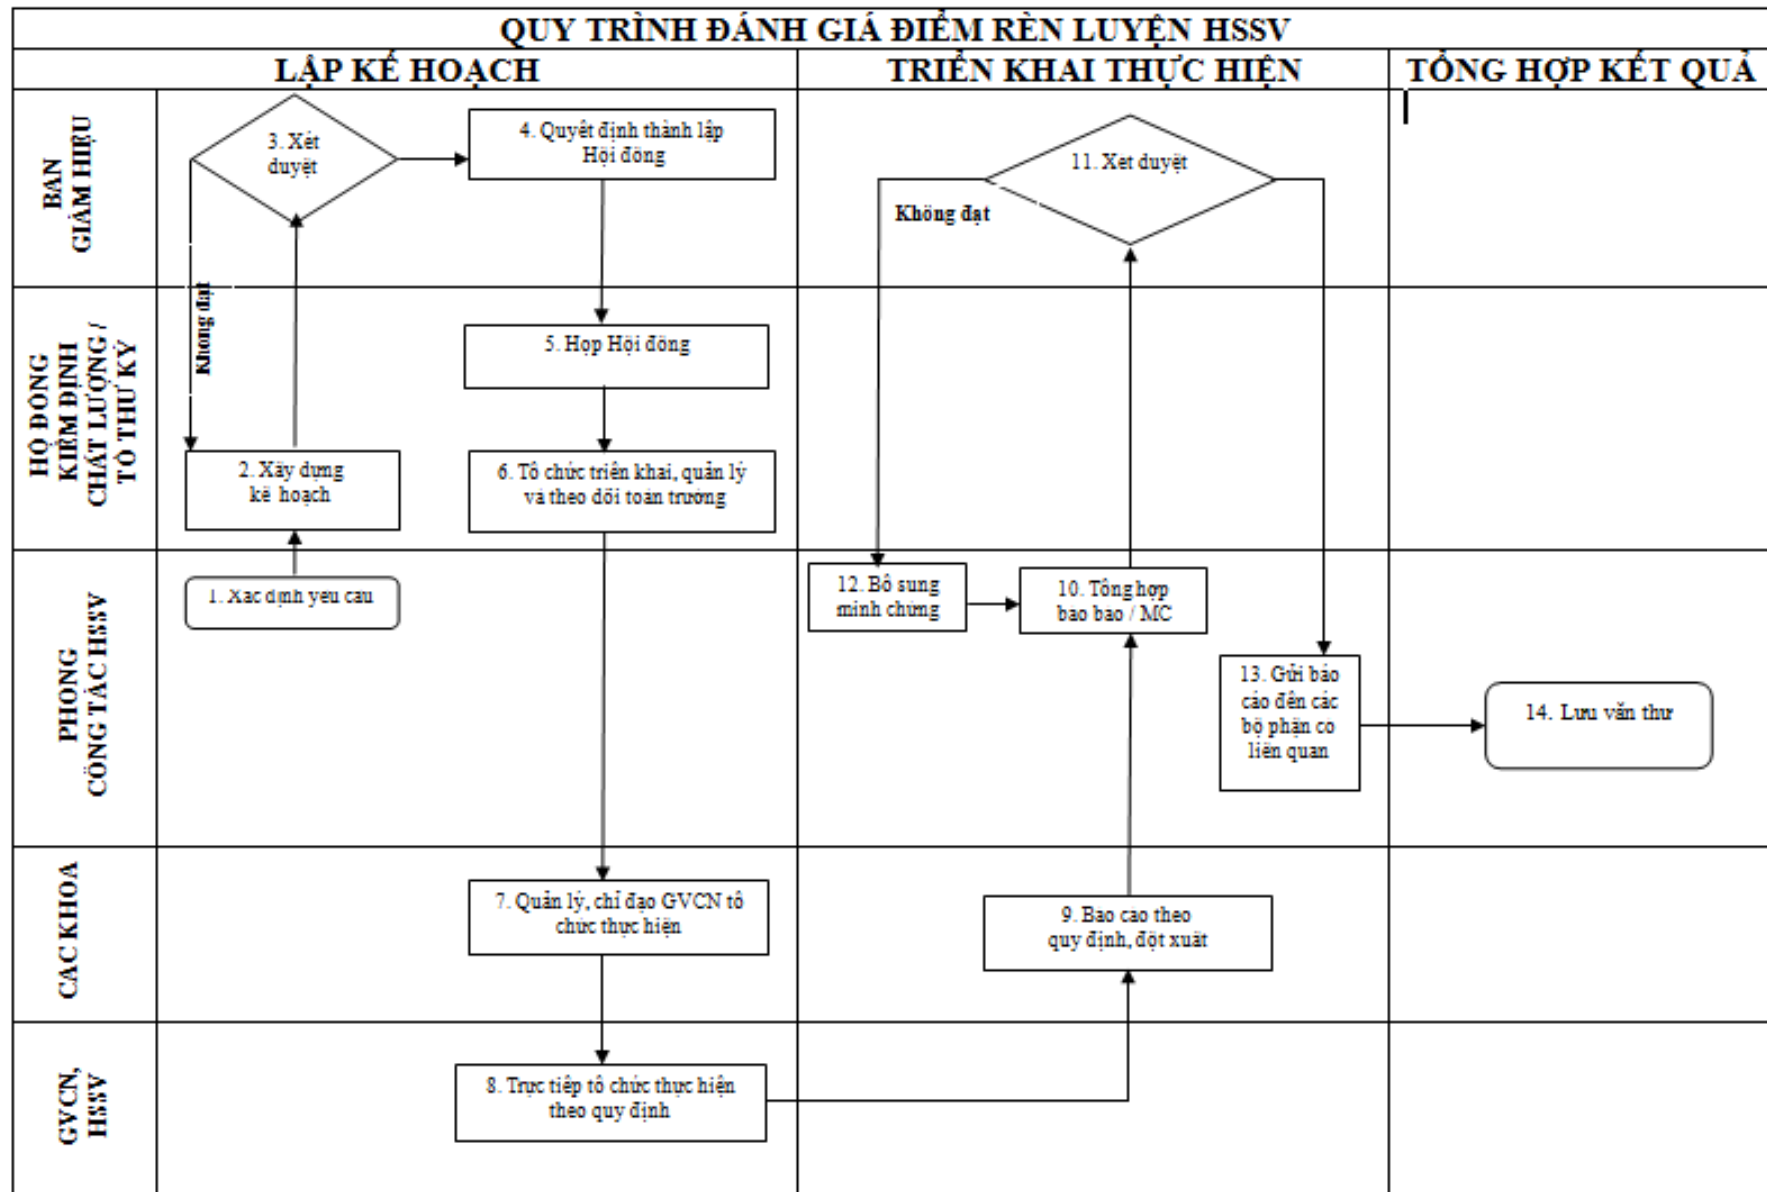 QUY TRÌNH ĐÁNH GIÁ ĐIỂM RÈN LUYỆN HSSV
LẬP KẾ HOẠCH
TRIỂN KHAI THỰC HIỆN
TỔNG HỢP KẾT QUẢ
BAN
GIÁM HIỆU
3. Xét
duyệt
4. Quyết định thành lập
Hội đồng
11. Xét duyệt
Không đạt
Không đạt
HỘ ĐỒNG
KIỂM ĐỊNH
CHẤT LƯỢNG /
TỔ THƯ KÝ
5. Họp Hội đồng
2. Xây dựng
kế hoạch
6. Tổ chức triển khai, quản lý
và theo dõi toàn trường
PHÒNG
CÔNG TÁC HSSV
1. Xác định yêu cầu
12. Bổ sung
minh chứng
10. Tổng hợp
bao bao / MC
13. Gửi báo
cáo đến các
bộ phận có
liên quan
14. Lưu văn thư
CÁC KHOA
7. Quản lý, chỉ đạo GVCN tổ
chức thực hiện
9. Báo cáo theo
quy định, đột xuất
GVCN,
HSSV
8. Trực tiếp tổ chức thực hiện
theo quy định